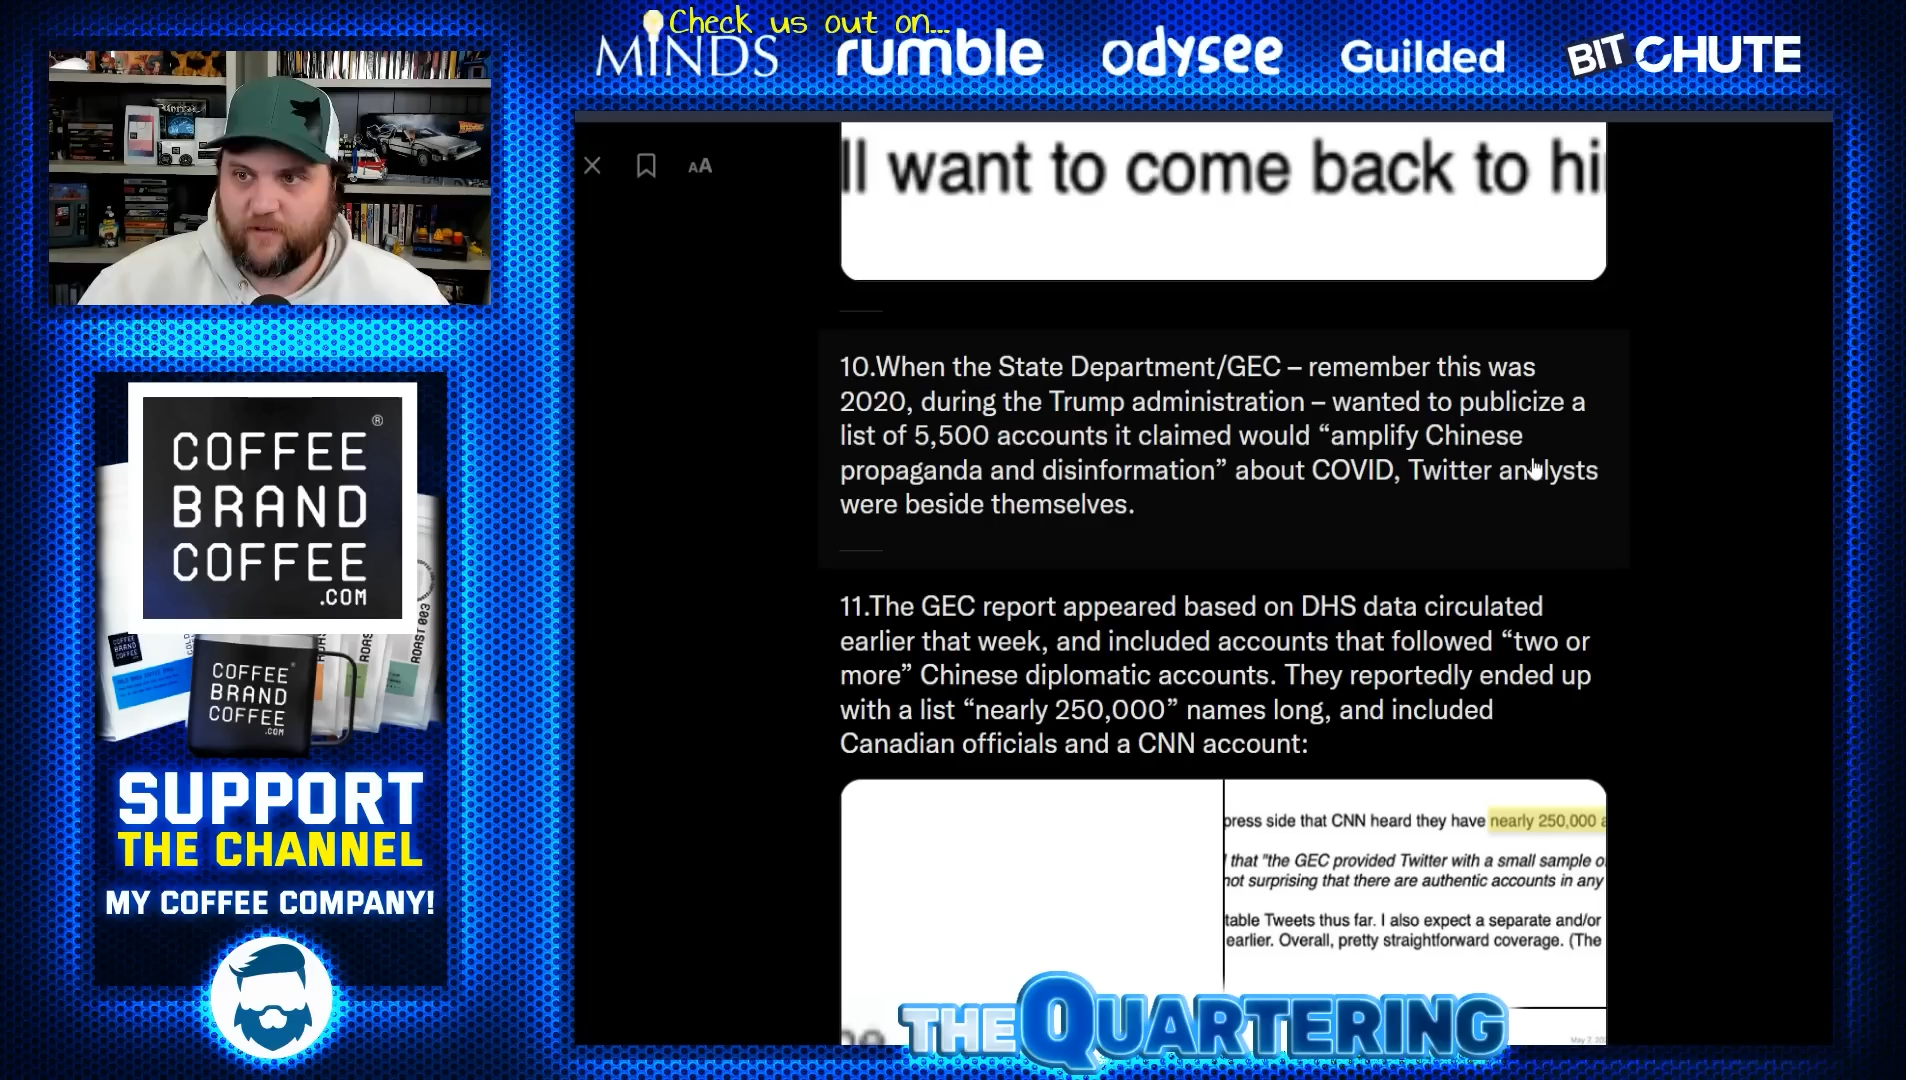 Check us out on...
MINDS
rumble
odysee
Guilded
BIT CHUTE
ll want to come back to hi
AA
10.When the State Department/GEC – remember this was
2020, during the Trump administration – wanted to publicize a
list of 5,500 accounts it claimed would “amplify Chinese
propaganda and disinformation” about COVID, Twitter analysts
were beside themselves.
11.The GEC report appeared based on DHS data circulated
earlier that week, and included accounts that followed “two or
more” Chinese diplomatic accounts. They reportedly ended up
with a list “nearly 250,000” names long, and included
Canadian officials and a CNN account:
press side that CNN heard they have nearly 250,000 a
that "the GEC provided Twitter with a small sample o
not surprising that there are authentic accounts in any
table Tweets thus far. I also expect a separate and/or
earlier. Overall, pretty straightforward coverage. (The
COFFEE
BRAND
COFFEE
.COM
®
ROAST 003
COFFEE
BRAND
COFFEE
.COM
SUPPORT
THE CHANNEL
MY COFFEE COMPANY!
THE QUARTERING